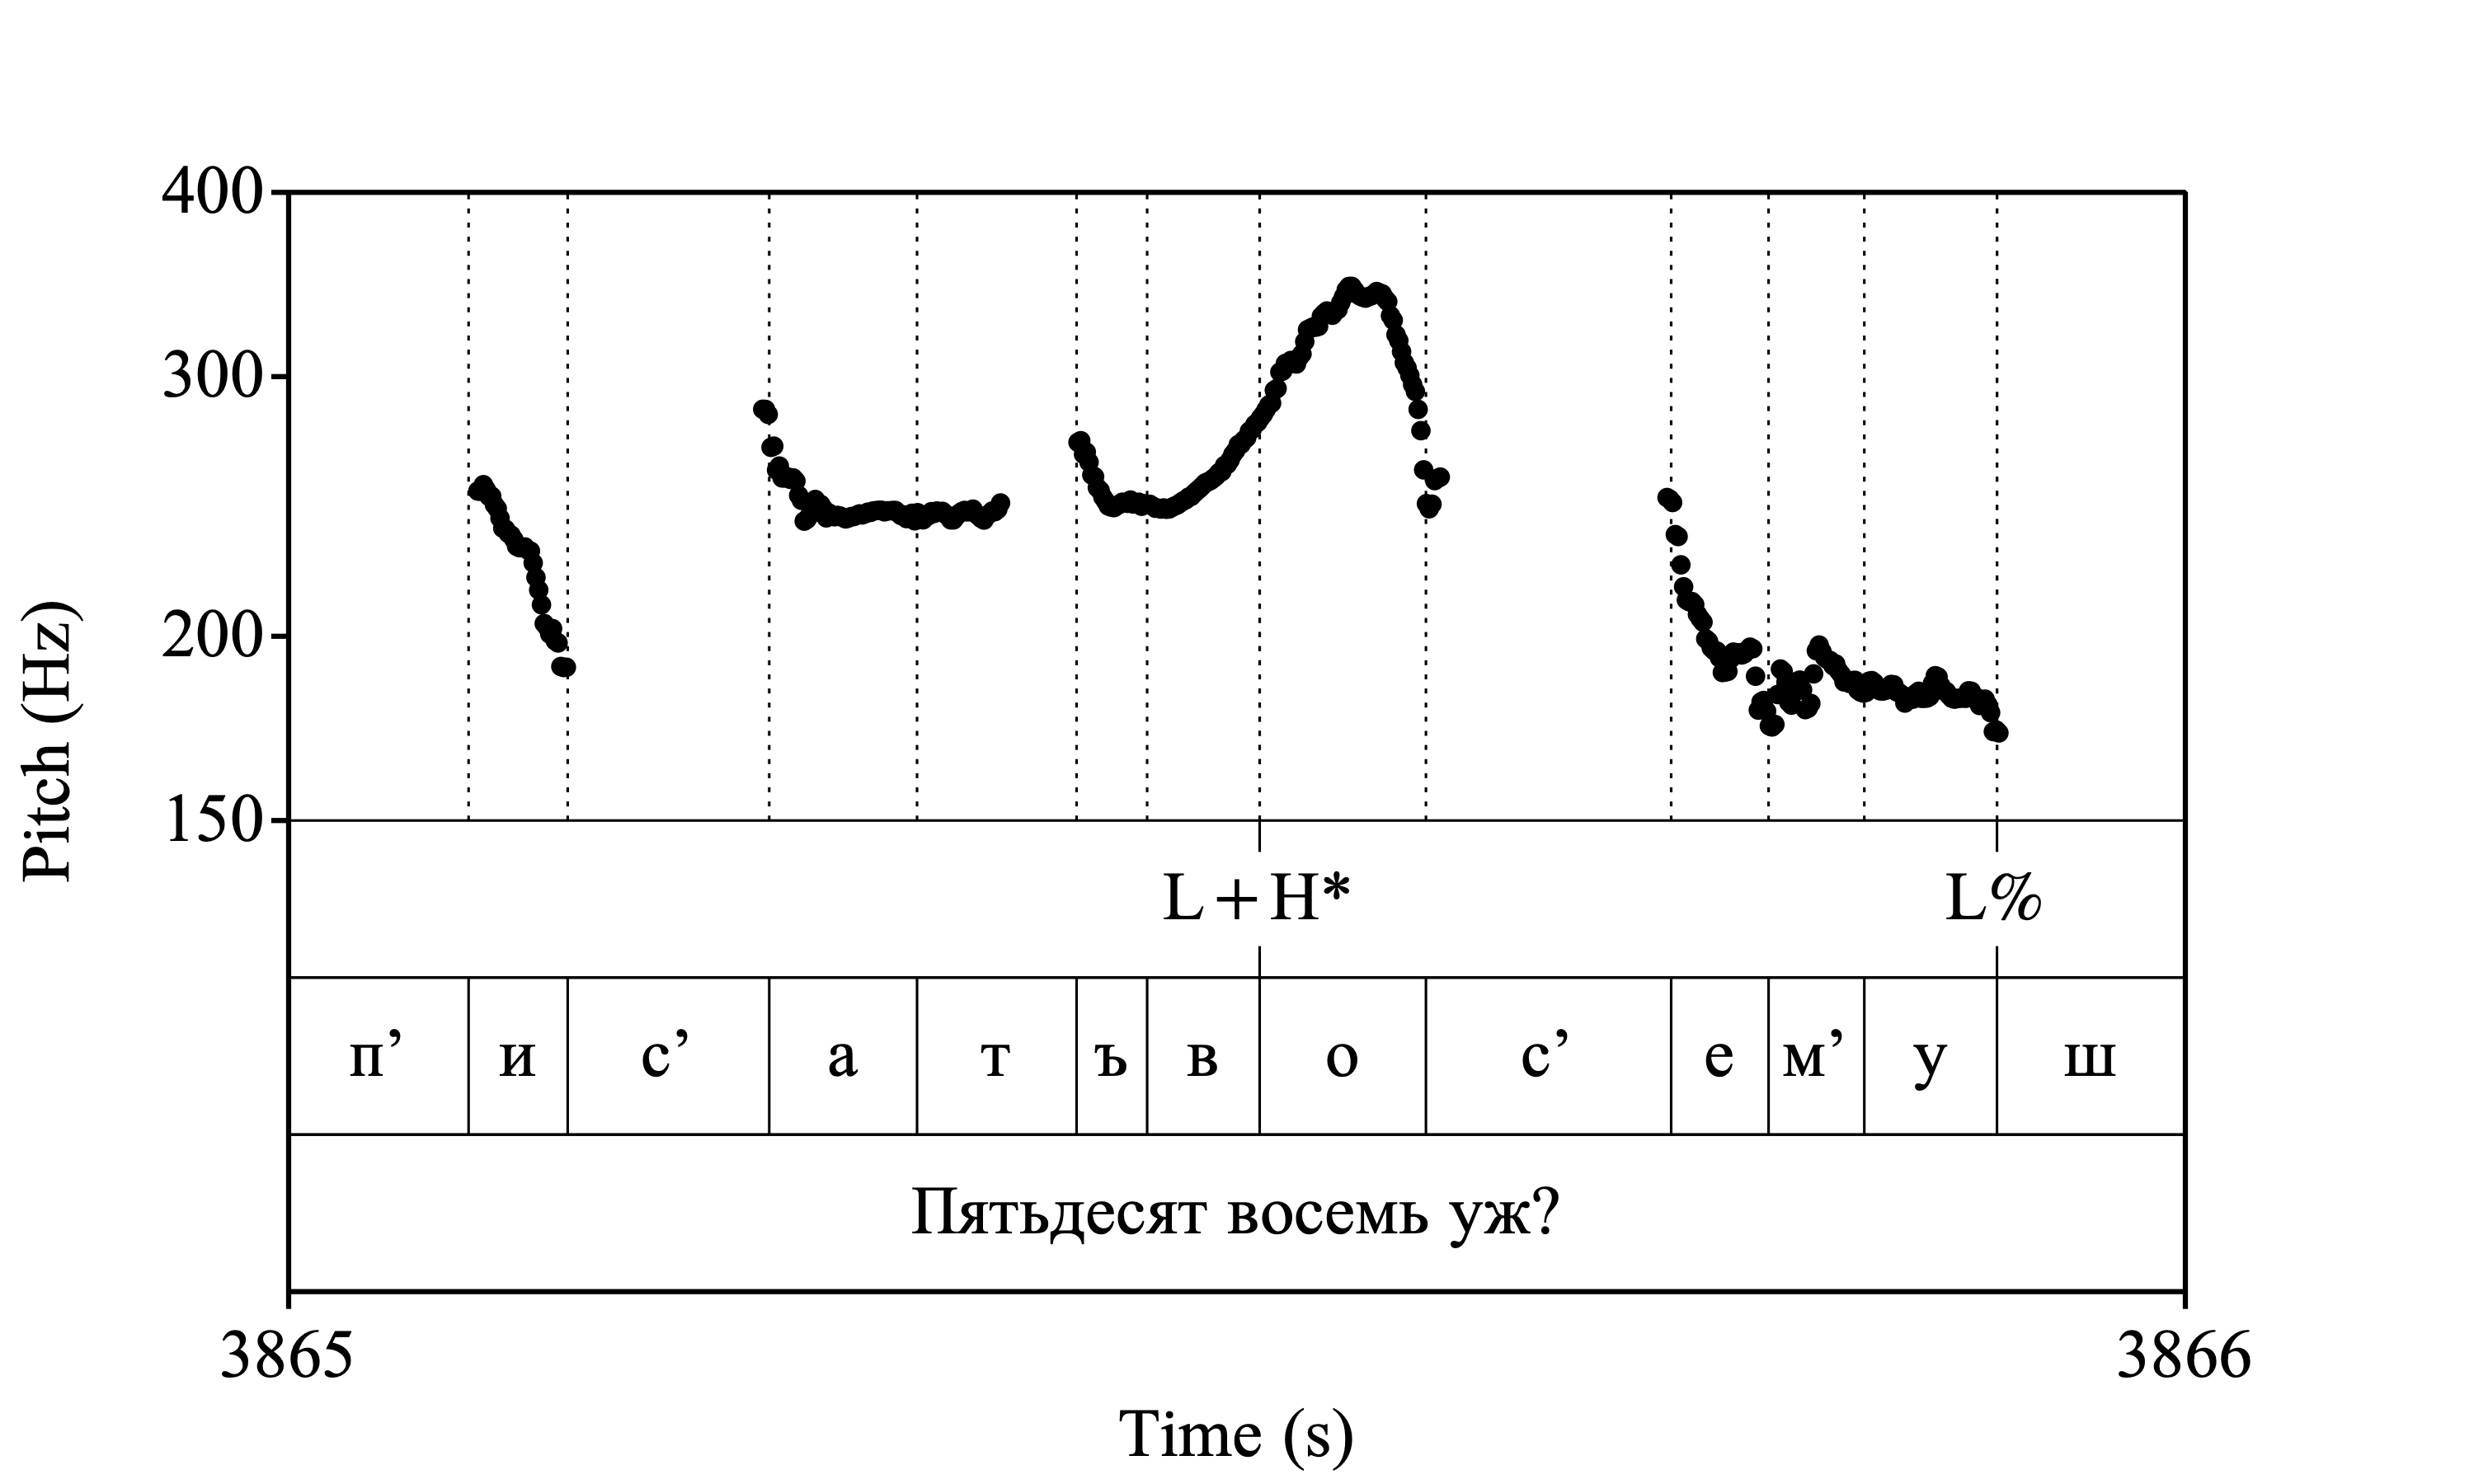 400
300
200
150
Pitch (Hz)
L+H* L%
п’ и с’ а т ъ в о с’ е м’ у ш
Пятьдесят восемь уж?
3865 3866
Time (s)